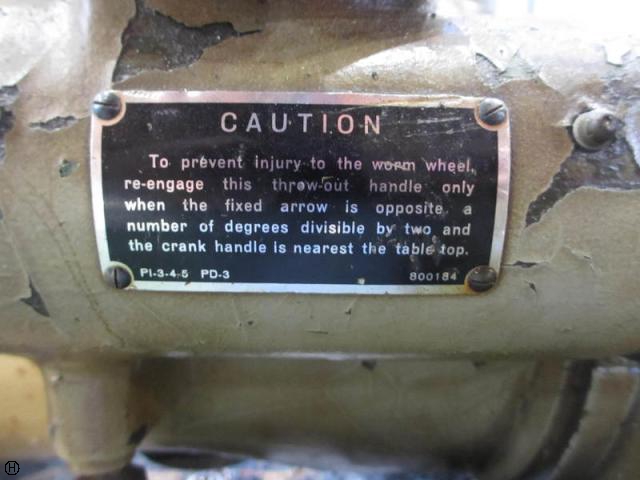 CAUTION
To prevent injury to the worm wheel,
re-engage this throw-out handle only
when the fixed arrow is opposite a
number of degrees divisible by two and
the crank handle is nearest the table top.
PI-3-4-5 PD-3 800184
H